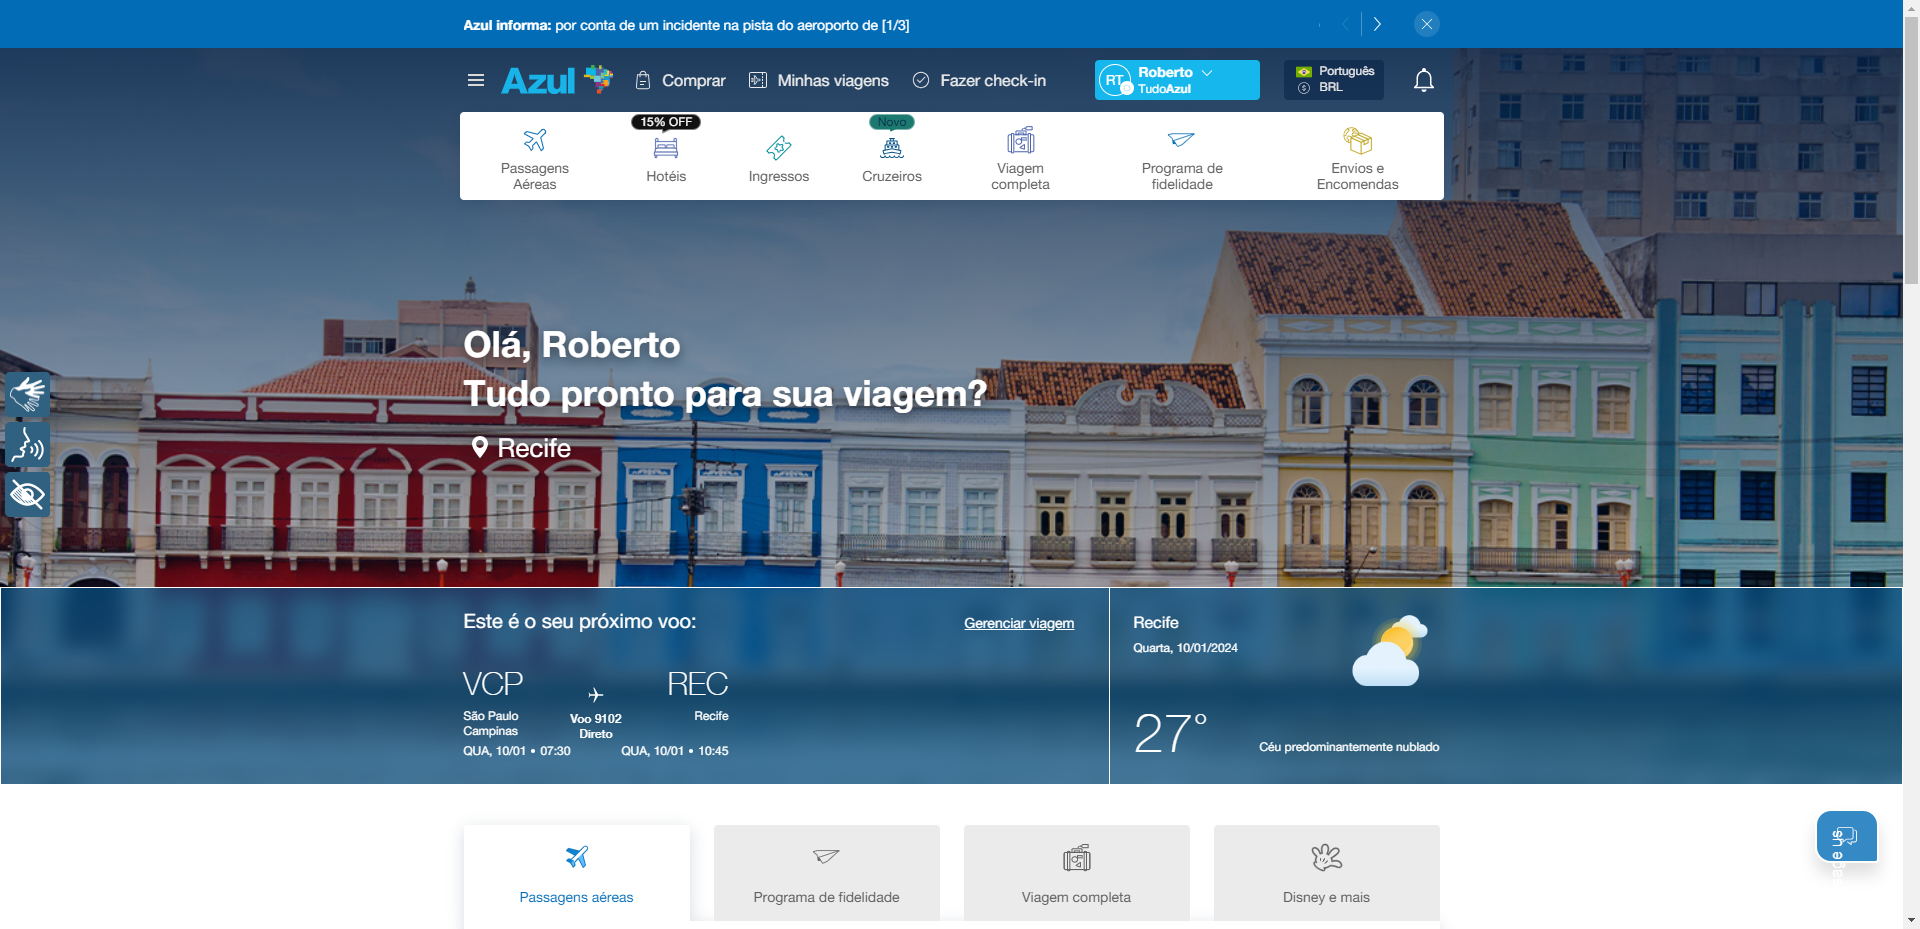 Azul informa: por conta de um incidente na pista do aeroporto de [1/3]
Azul
Comprar
Minhas viagens
Fazer check-in
RT
Roberto
TudoAzul
Português
BRL
15% OFF
Novo
Passagens
Aéreas
Hotéis
Ingressos
Cruzeiros
Viagem
completa
Programa de
fidelidade
Envios e
Encomendas
Olá, Roberto
Tudo pronto para sua viagem?
Recife
Este é o seu próximo voo:
Gerenciar viagem
VCP
REC
São Paulo
Campinas
Voo 9102
Direto
Recife
QUA, 10/01 • 07:30
QUA, 10/01 • 10:45
Recife
Quarta, 10/01/2024
27°
Céu predominantemente nublado
Passagens aéreas
Programa de fidelidade
Viagem completa
Disney e mais